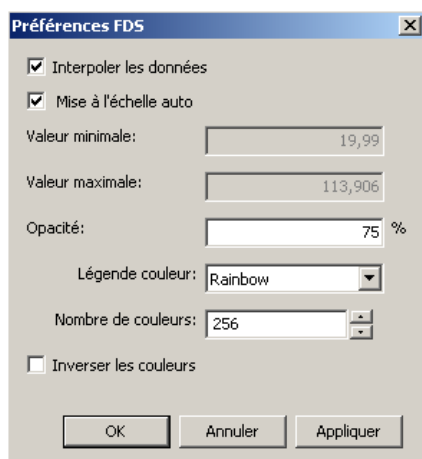 Préférences FDS
Interpoler les données
Mise à l'échelle auto
Valeur minimale: 19,99
Valeur maximale: 113,906
Opacité: 75 %
Légende couleur: Rainbow
Nombre de couleurs: 256
Inverser les couleurs
OK Annuler Appliquer